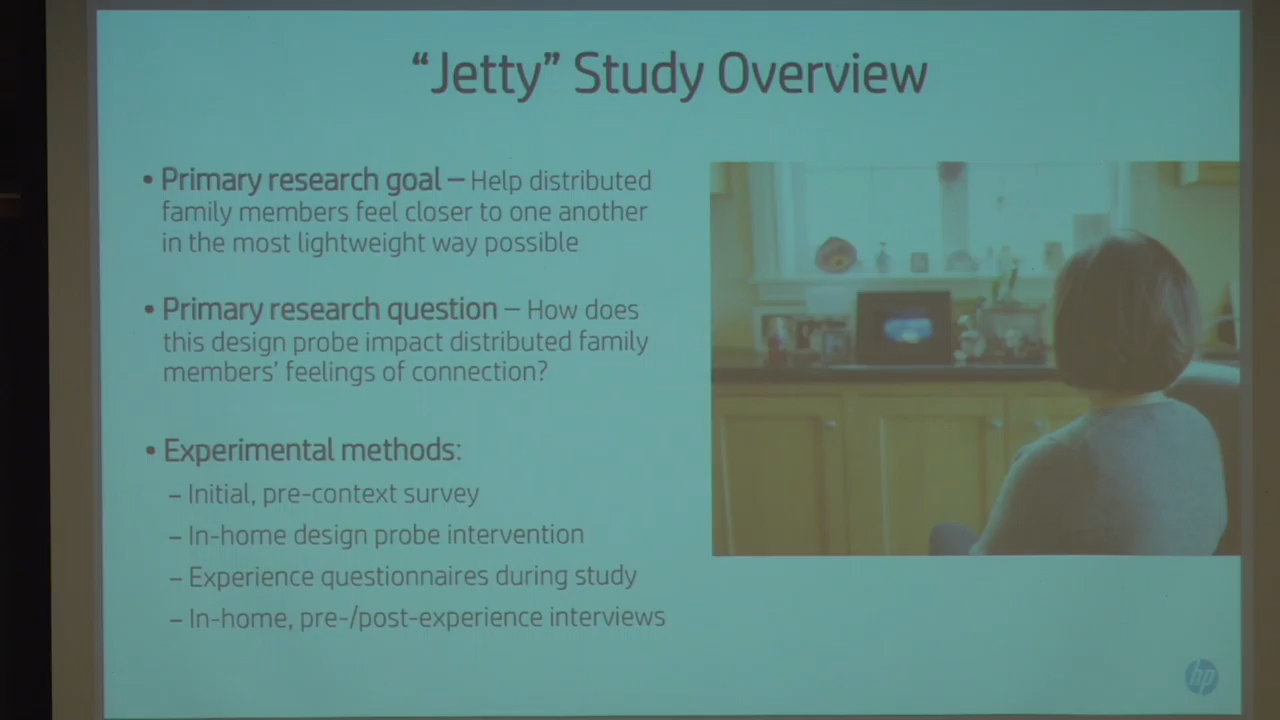 “Jetty” Study Overview
• Primary research goal – Help distributed
family members feel closer to one another
in the most lightweight way possible
• Primary research question – How does
this design probe impact distributed family
members’ feelings of connection?
• Experimental methods:
– Initial, pre-context survey
– In-home design probe intervention
– Experience questionnaires during study
– In-home, pre-/post-experience interviews
hp